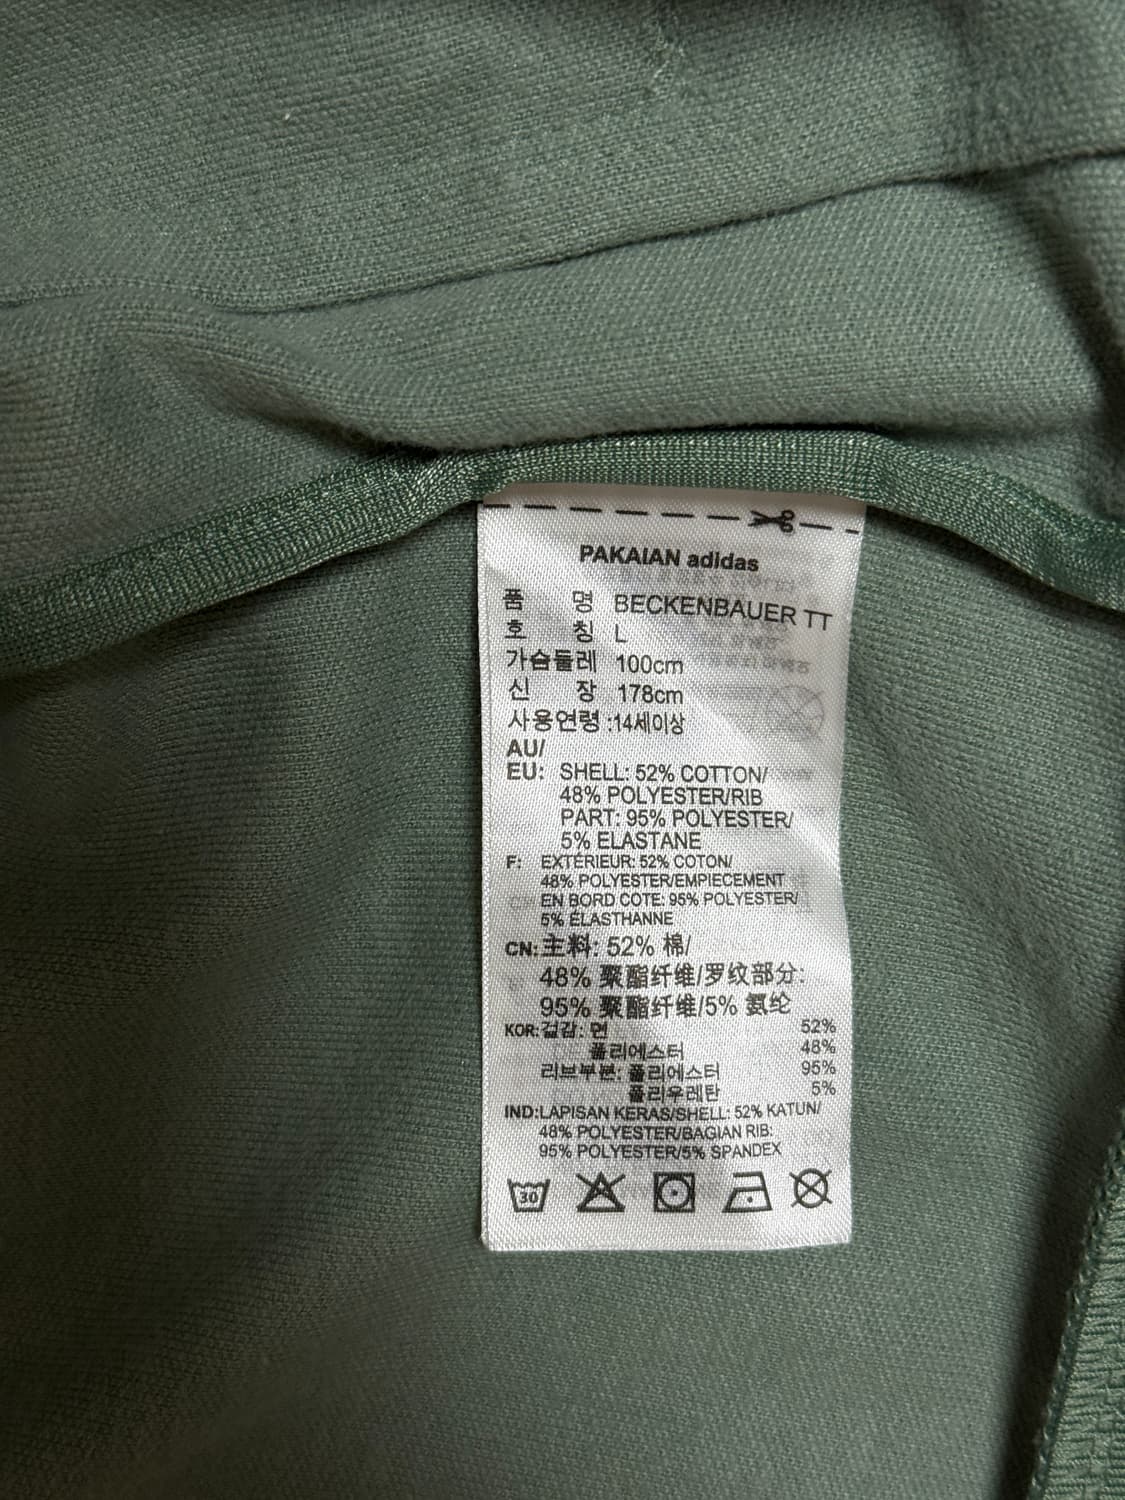 PAKAIAN adidas
품 명 BECKENBAUER TT
호 칭 L
가슴둘레 100cm
신 장 178cm
사용연령 :14세이상
AU/
EU: SHELL: 52% COTTON/
48% POLYESTER/RIB
PART: 95% POLYESTER/
5% ELASTANE
F: EXTÉRIEUR: 52% COTON/
48% POLYESTER/EMPIECEMENT
EN BORD COTE: 95% POLYESTER/
5% ÉLASTHANNE
CN:主料: 52% 棉/
48% 聚酯纤维/罗纹部分:
95% 聚酯纤维/5% 氨纶
KOR:겉감: 면 52%
폴리에스터 48%
리브부분: 폴리에스터 95%
폴리우레탄 5%
IND:LAPISAN KERAS/SHELL: 52% KATUN/
48% POLYESTER/BAGIAN RIB:
95% POLYESTER/5% SPANDEX
30